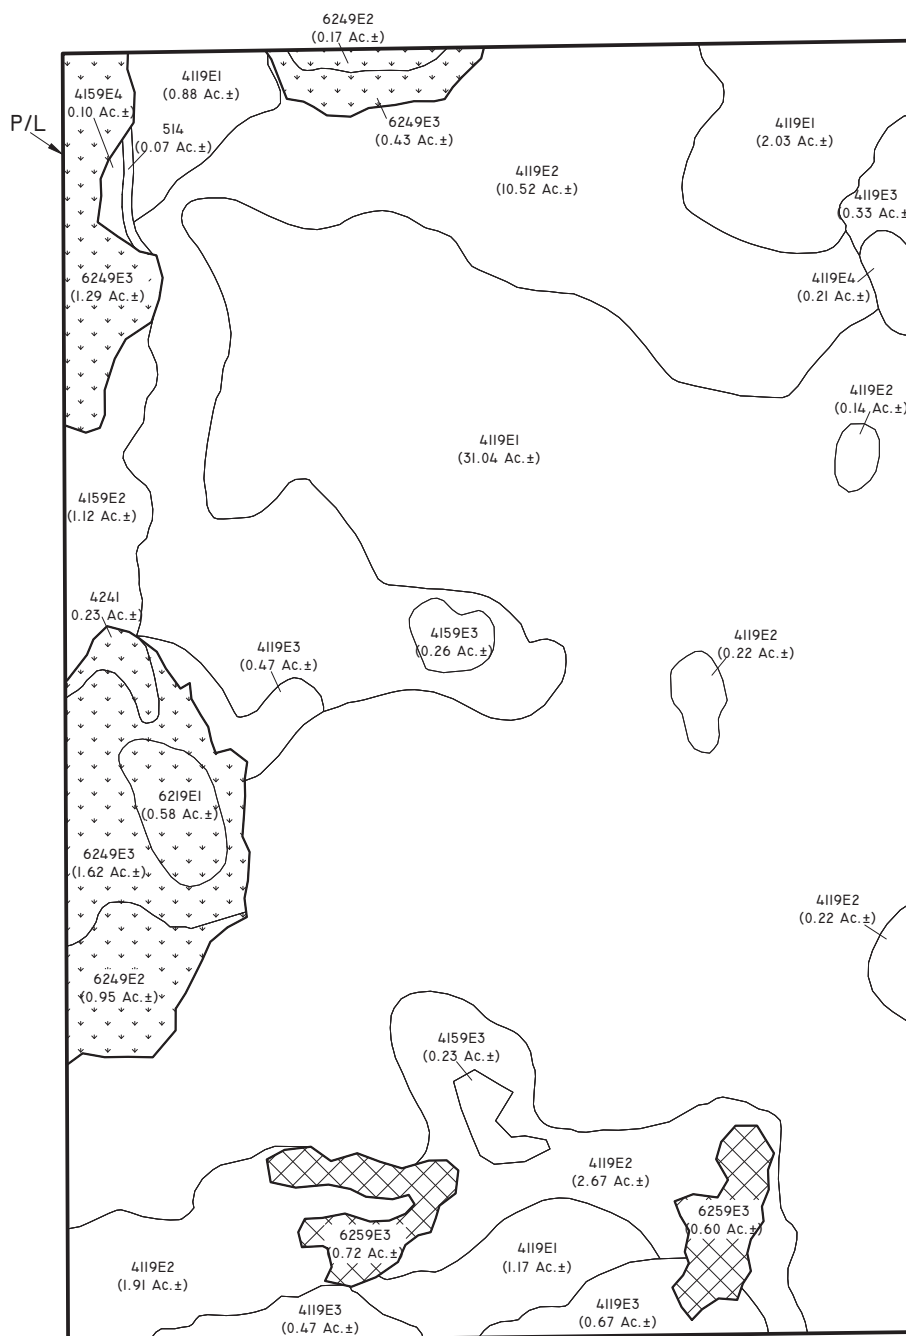 6249E2
(0.17 Ac.±)
4119E1
(0.88 Ac.±)
4159E4
0.10 Ac.±)
P/L
514
(0.07 Ac.±)
6249E3
(0.43 Ac.±)
4119E1
(2.03 Ac.±)
4119E2
(10.52 Ac.±)
4119E3
(0.33 Ac.±
6249E3
(1.29 Ac.±)
4119E4
(0.21 Ac.±)
4119E2
(0.14 Ac.±)
4119E1
(31.04 Ac.±)
4159E2
(1.12 Ac.±)
4241
0.23 Ac.±)
4119E3
(0.47 Ac.±)
4159E3
(0.26 Ac.±)
4119E2
(0.22 Ac.±)
6219E1
(0.58 Ac.±)
6249E3
(1.62 Ac.±)
4119E2
(0.22 Ac.±)
6249E2
(0.95 Ac.±)
4159E3
(0.23 Ac.±)
4119E2
(2.67 Ac.±)
6259E3
(0.60 Ac.±)
6259E3
(0.72 Ac.±)
4119E1
(1.17 Ac.±)
4119E2
(1.91 Ac.±)
4119E3
(0.47 Ac.±)
4119E3
(0.67 Ac.±)